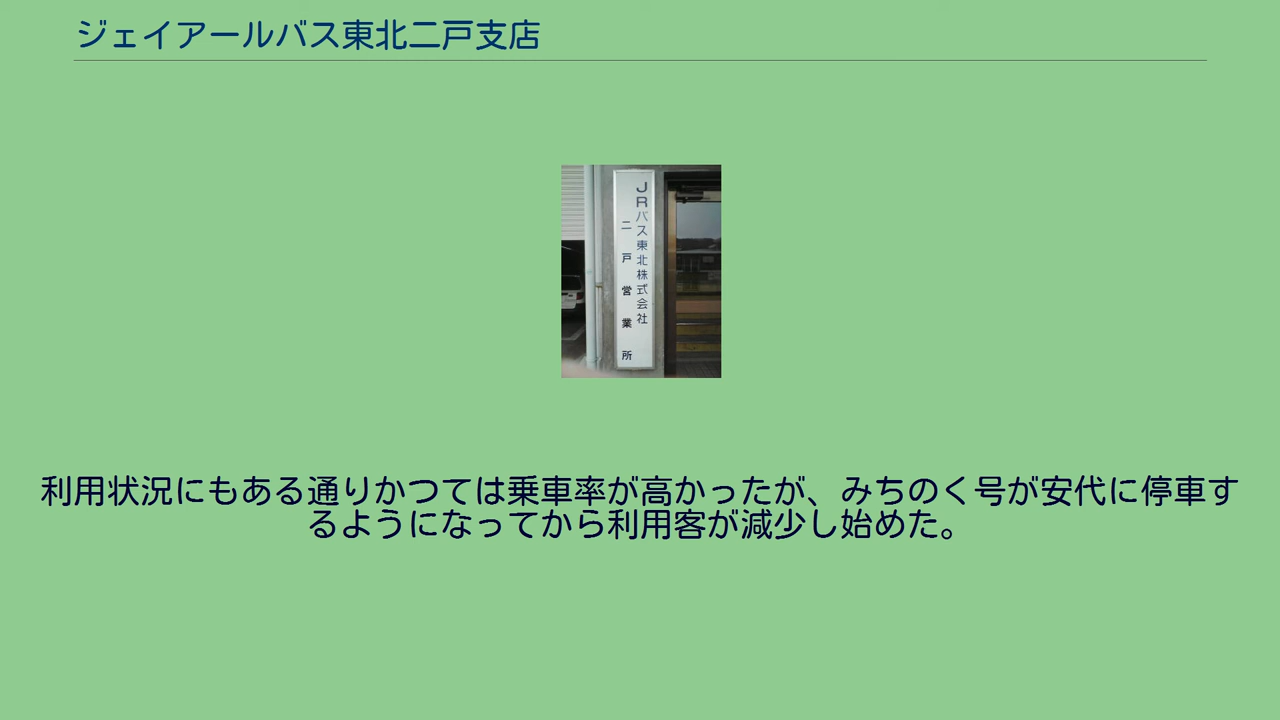 ジェイアールバス東北二戸支店
JRバス東北株式会社
二戸営業所
利用状況にもある通りかつては乗車率が高かったが、みちのく号が安代に停車す
るようになってから利用客が減少し始めた。